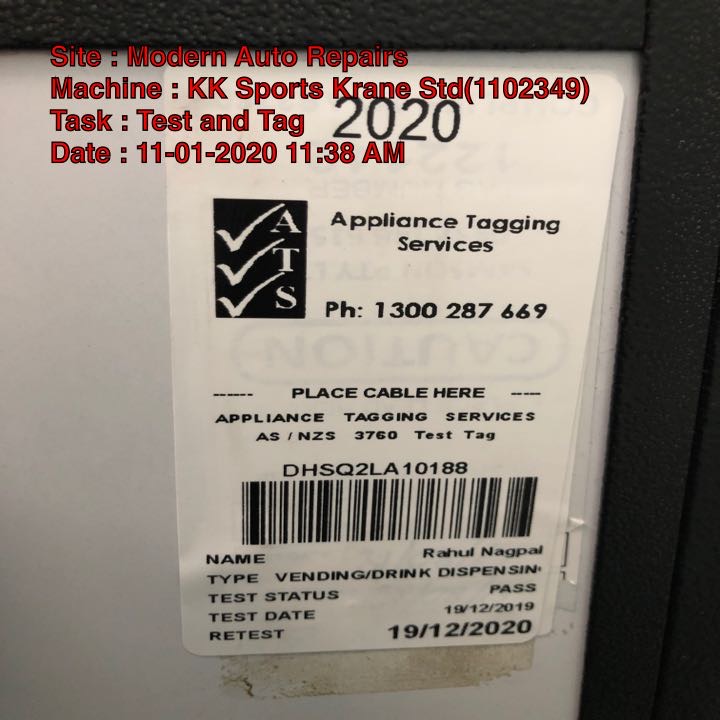 Site : Modern Auto Repairs
Machine : KK Sports Krane Std(1102349)
Task : Test and Tag
Date : 11-01-2020 11:38 AM
2020
ATS
Appliance Tagging
Services
Ph: 1300 287 669
------ PLACE CABLE HERE -----
APPLIANCE TAGGING SERVICES
AS / NZS 3760 Test Tag
DHSQ2LA10188
NAME Rahul Nagpal
TYPE VENDING/DRINK DISPENSIN
TEST STATUS PASS
TEST DATE 19/12/2019
RETEST 19/12/2020
CAUTION